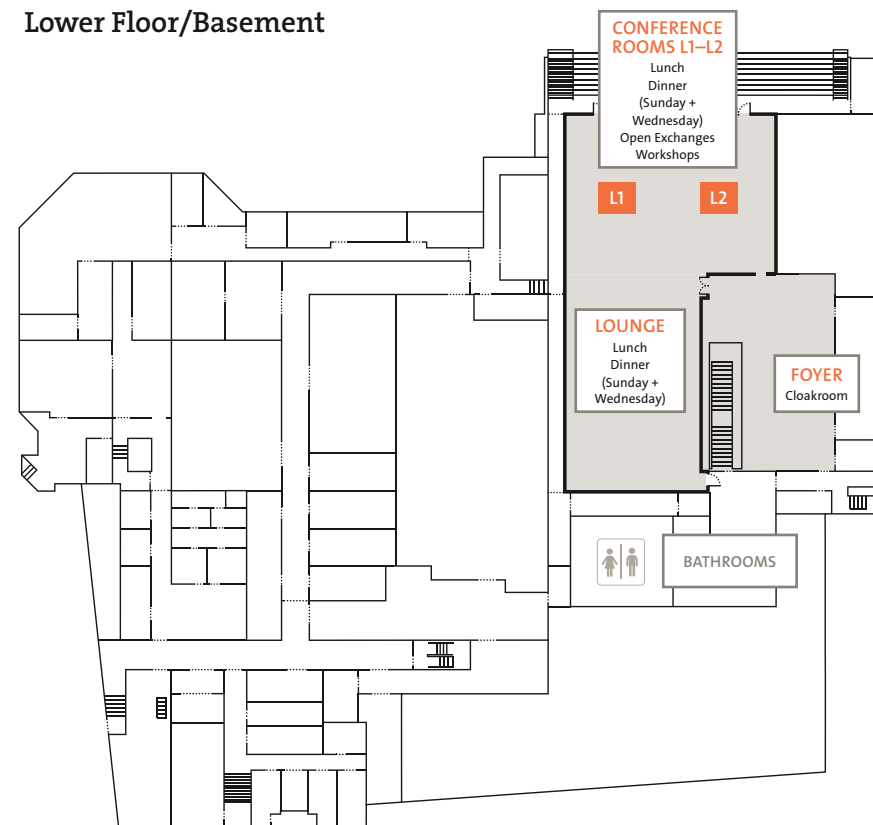 Lower Floor/Basement
CONFERENCE
ROOMS L1–L2
Lunch
Dinner
(Sunday +
Wednesday)
Open Exchanges
Workshops
L1
L2
LOUNGE
Lunch
Dinner
(Sunday +
Wednesday)
FOYER
Cloakroom
BATHROOMS